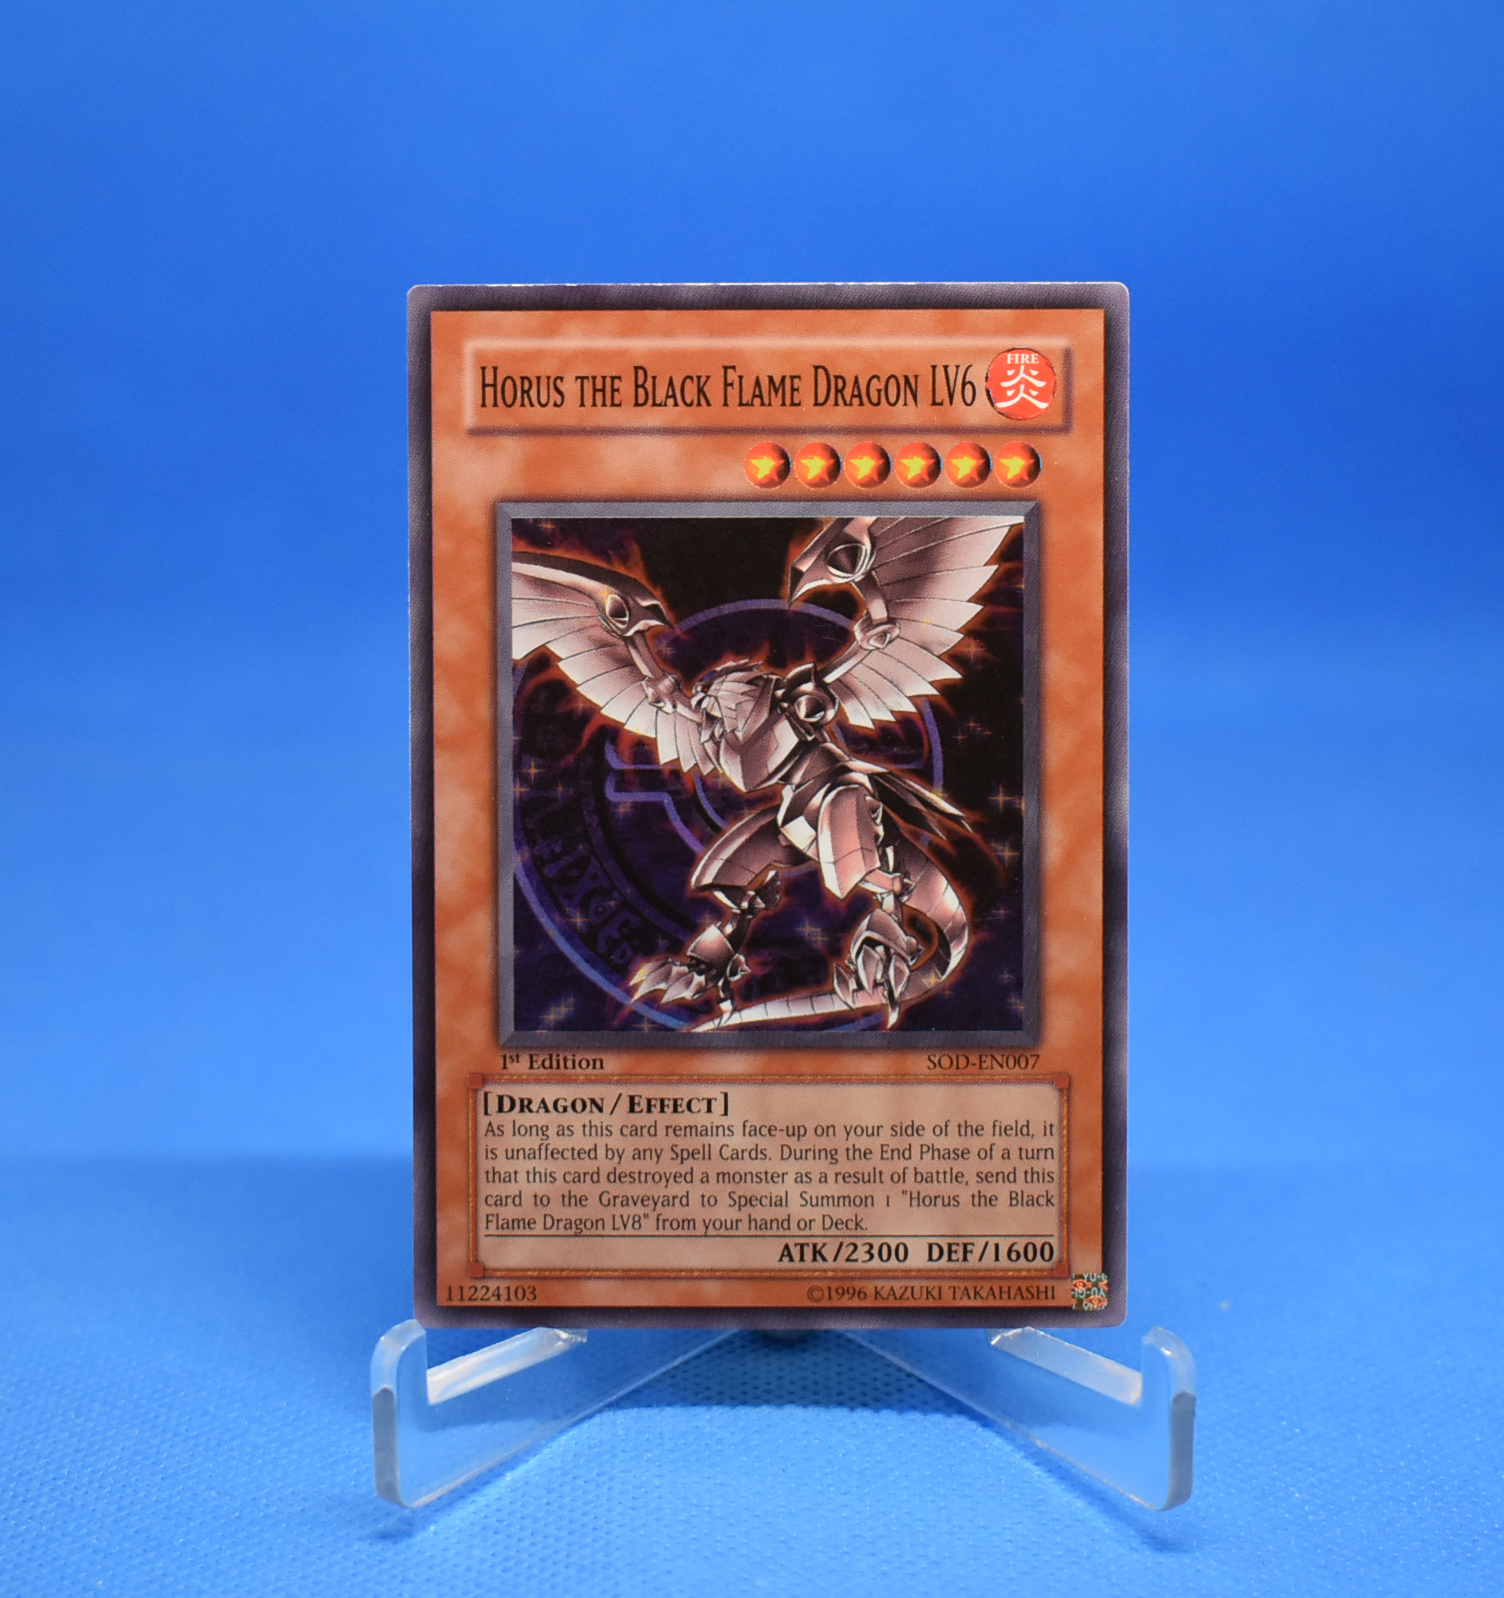 HORUS THE BLACK FLAME DRAGON LV6
FIRE
炎
1st Edition
SOD-EN007
[DRAGON/EFFECT]
As long as this card remains face-up on your side of the field, it
is unaffected by any Spell Cards. During the End Phase of a turn
that this card destroyed a monster as a result of battle, send this
card to the Graveyard to Special Summon 1 "Horus the Black
Flame Dragon LV8" from your hand or Deck.
ATK/2300 DEF/1600
11224103
©1996 KAZUKI TAKAHASHI